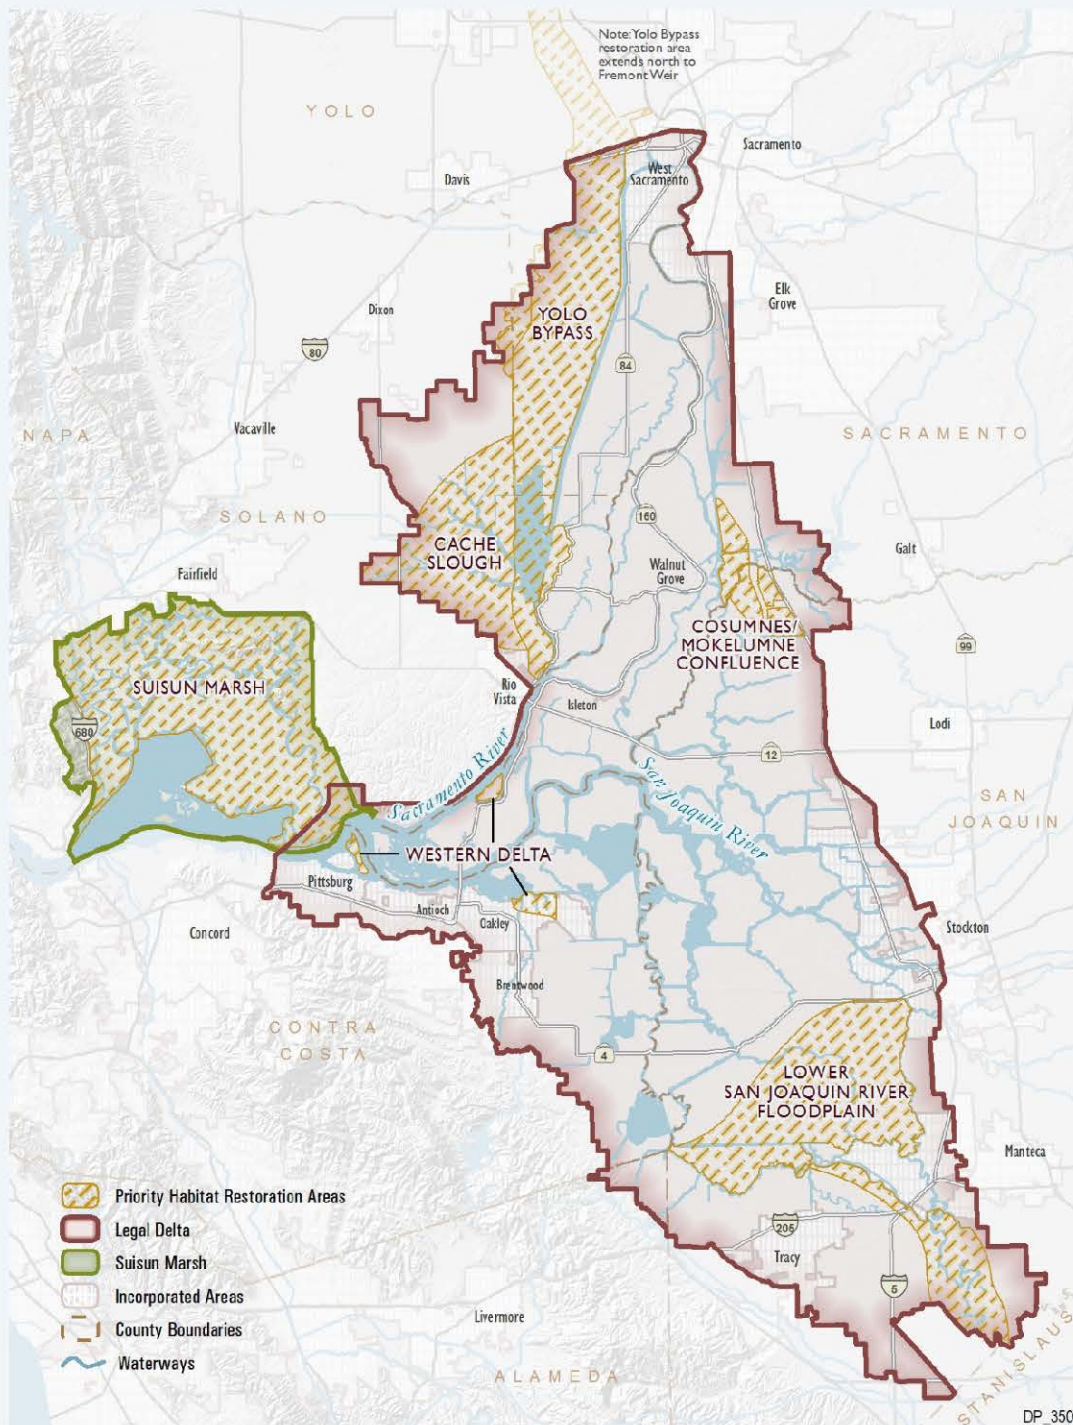 Note: Yolo Bypass
restoration area
extends north to
Fremont Weir
YOLO
Sacramento
West
Sacramento
Davis
Elk
Grove
YOLO
BYPASS
Dixon
80
84
NAPA
Vacaville
SACRAMENTO
SOLANO
160
CACHE
SLOUGH
Galt
Walnut
Grove
Fairfield
COSUMNES/
MOKELUMNE
CONFLUENCE
99
SUISUN MARSH
Rio
Vista
Isleton
680
Lodi
12
Sacramento River
San Joaquin River
SAN
JOAQUIN
WESTERN DELTA
Pittsburg
Antioch
Oakley
Concord
Stockton
Brentwood
CONTRA
COSTA
4
LOWER
SAN JOAQUIN RIVER
FLOODPLAIN
Manteca
Priority Habitat Restoration Areas
Legal Delta
Suisun Marsh
Incorporated Areas
County Boundaries
Waterways
205
Tracy
5
Livermore
ALAMEDA
STANISLAUS
DP_350